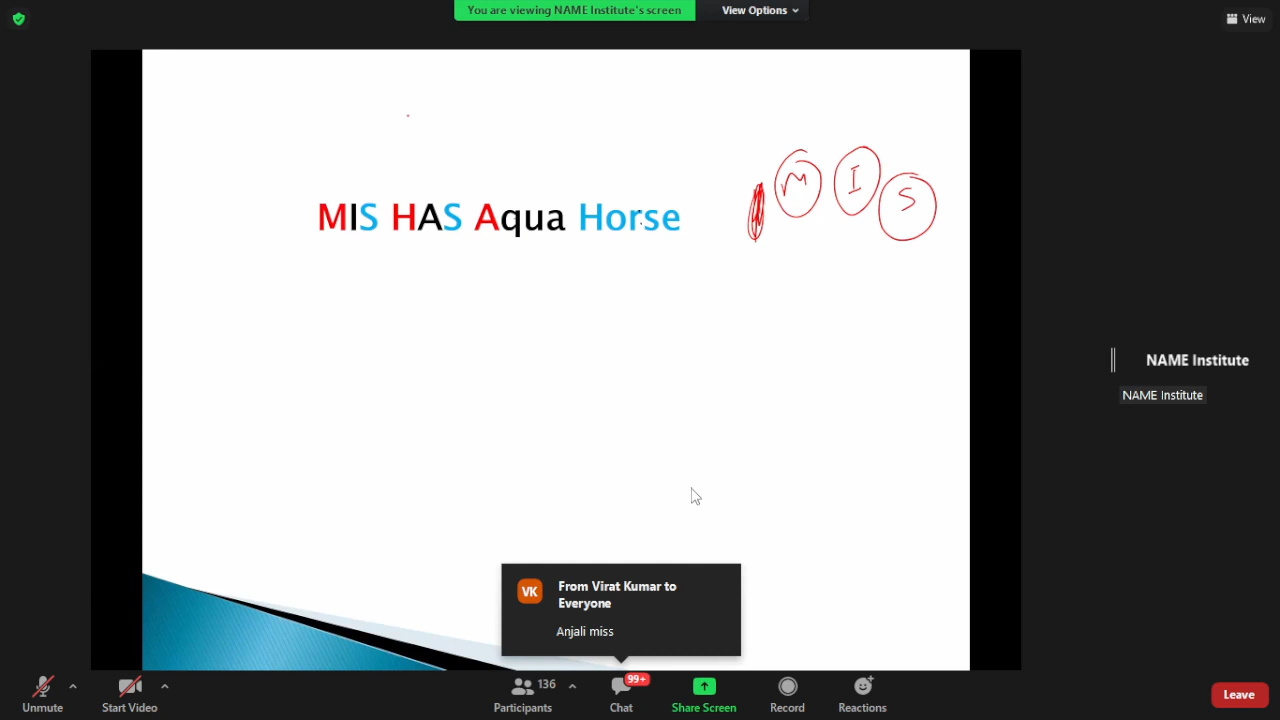 You are viewing NAME Institute's screen
View Options
View
MIS HAS Aqua Horse
M I S
NAME Institute
NAME Institute
VK
From Virat Kumar to
Everyone
Anjali miss
Unmute
Start Video
136
Participants
99+
Chat
Share Screen
Record
Reactions
Leave